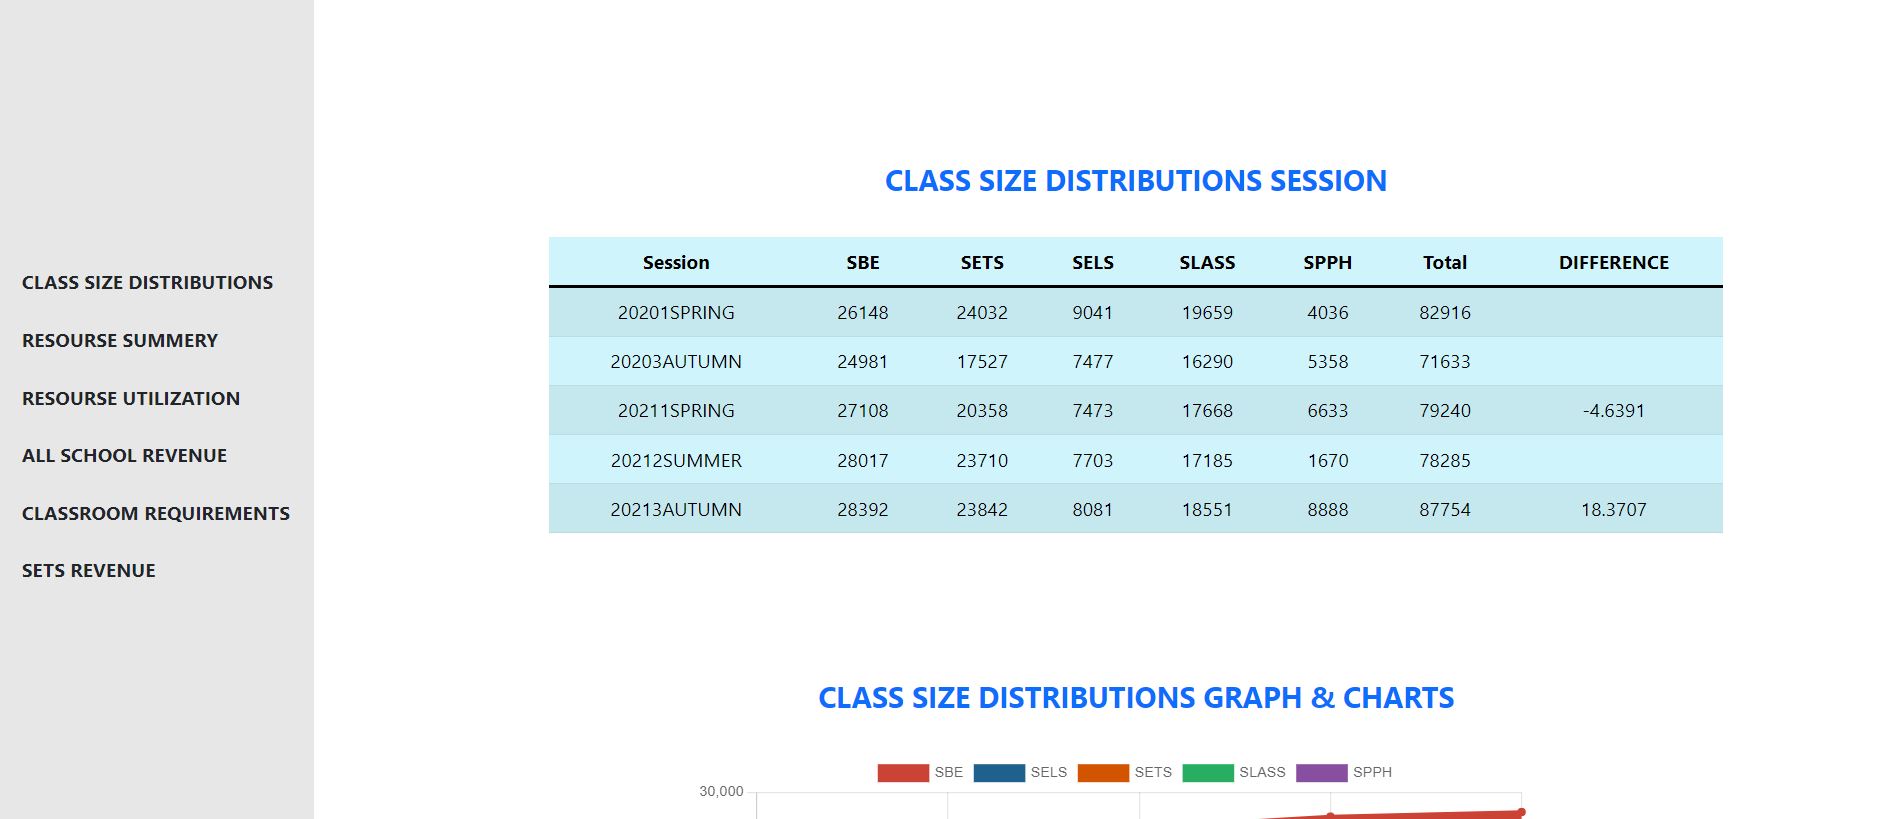 CLASS SIZE DISTRIBUTIONS
RESOURSE SUMMERY
RESOURSE UTILIZATION
ALL SCHOOL REVENUE
CLASSROOM REQUIREMENTS
SETS REVENUE
CLASS SIZE DISTRIBUTIONS SESSION
Session SBE SETS SELS SLASS SPPH Total DIFFERENCE
20201SPRING 26148 24032 9041 19659 4036 82916
20203AUTUMN 24981 17527 7477 16290 5358 71633
20211SPRING 27108 20358 7473 17668 6633 79240 -4.6391
20212SUMMER 28017 23710 7703 17185 1670 78285
20213AUTUMN 28392 23842 8081 18551 8888 87754 18.3707
CLASS SIZE DISTRIBUTIONS GRAPH & CHARTS
SBE SELS SETS SLASS SPPH
30,000